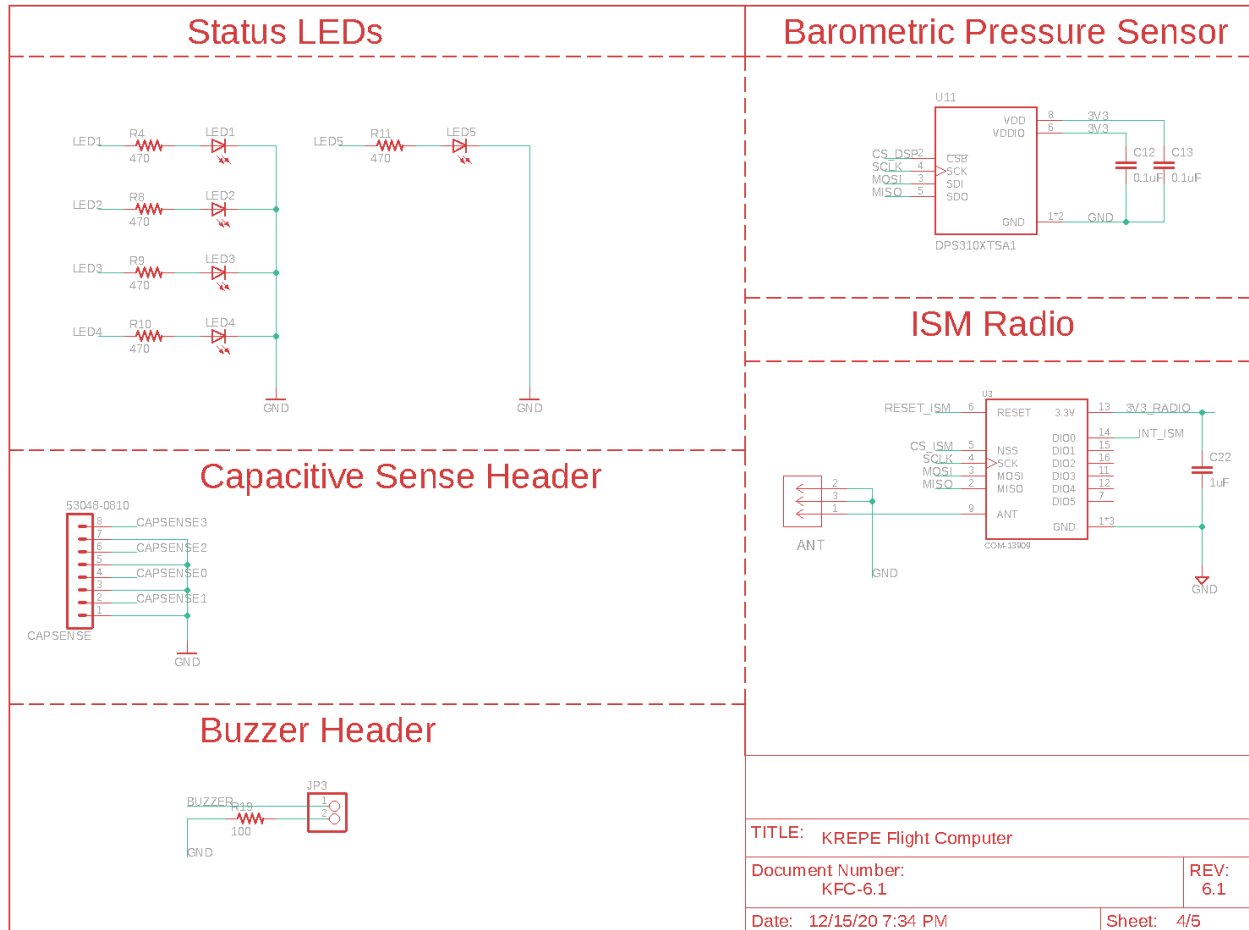 Status LEDs
LED1
R4
470
LED1
LED2
R8
470
LED2
LED3
R9
470
LED3
LED4
R10
470
LED4
GND
LED5
R11
470
LED5
GND
Barometric Pressure Sensor
U11
CS_DSP 2 CSB
SCLK 4 SCK
MOSI 3 SDI
MISO 5 SDO
VDD 8 3V3
VDDIO 6 3V3
GND 1*2 GND
C12
0.1uF
C13
0.1uF
DPS310XTSA1
ISM Radio
U3
RESET_ISM 6 RESET
CS_ISM 5 NSS
SCLK 4 SCK
MOSI 3 MOSI
MISO 2 MISO
9 ANT
3.3V 13 3V3_RADIO
DIO0 14 INT_ISM
DIO1 15
DIO2 16
DIO3 11
DIO4 12
DIO5 7
GND 1*3
COM-13909
C22
1uF
GND
2
3
1
ANT
GND
Capacitive Sense Header
53048-0810
8 CAPSENSE3
7
6 CAPSENSE2
5
4 CAPSENSE0
3
2 CAPSENSE1
1
CAPSENSE
GND
Buzzer Header
JP3
BUZZER
R19
100
1
2
GND
TITLE: KREPE Flight Computer
Document Number:
KFC-6.1
REV:
6.1
Date: 12/15/20 7:34 PM
Sheet: 4/5